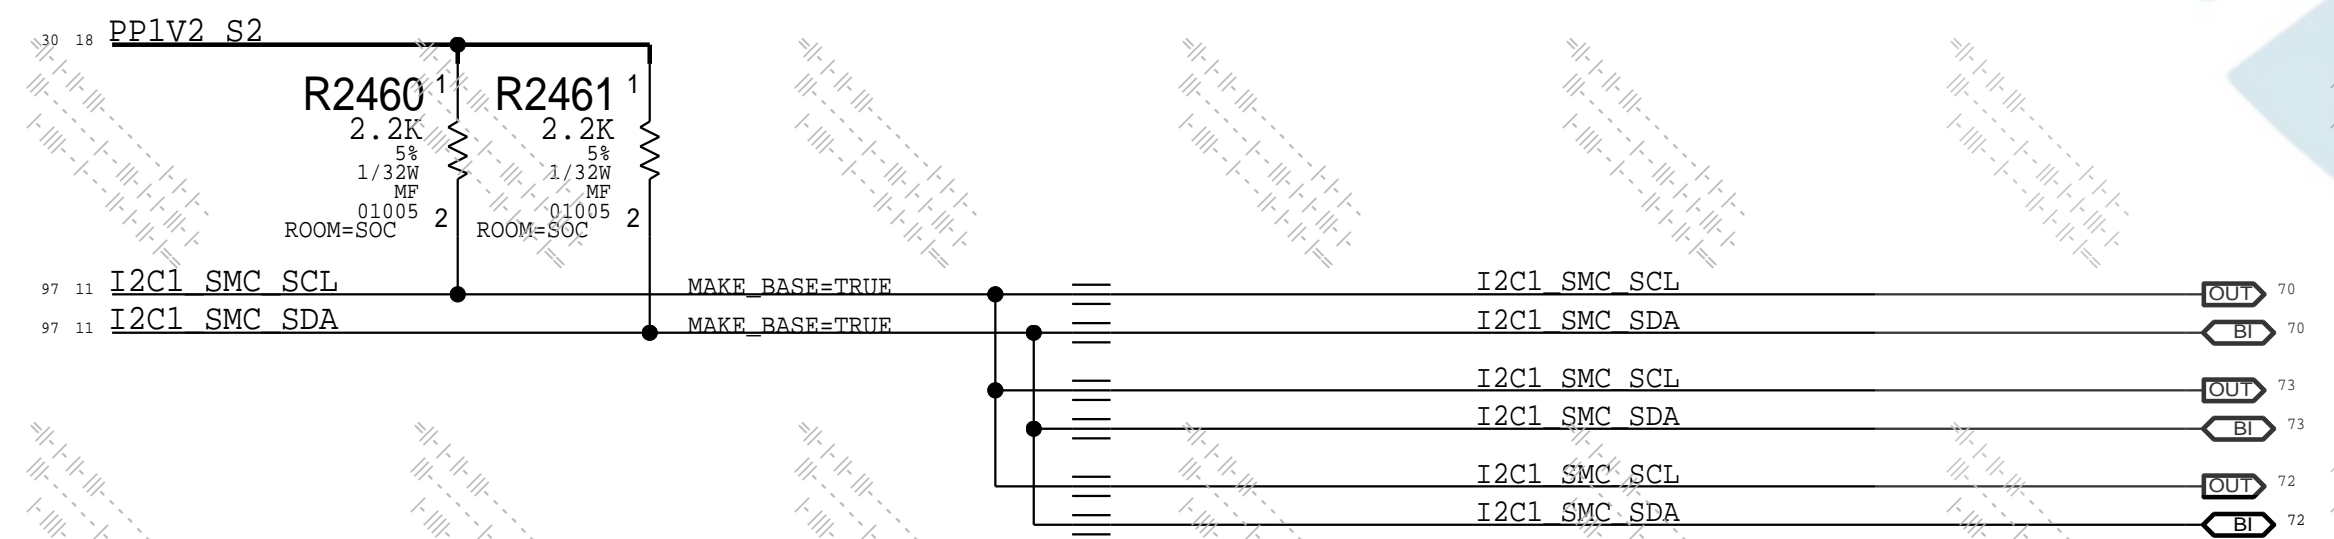 30 18 PP1V2_S2
R2460 1 R2461 1
2.2K 2.2K
5% 5%
1/32W 1/32W
MF MF
01005 2 01005 2
ROOM=SOC ROOM=SOC
97 11 I2C1_SMC_SCL MAKE_BASE=TRUE I2C1_SMC_SCL OUT 70
97 11 I2C1_SMC_SDA MAKE_BASE=TRUE I2C1_SMC_SDA BI 70
I2C1_SMC_SCL OUT 73
I2C1_SMC_SDA BI 73
I2C1_SMC_SCL OUT 72
I2C1_SMC_SDA BI 72